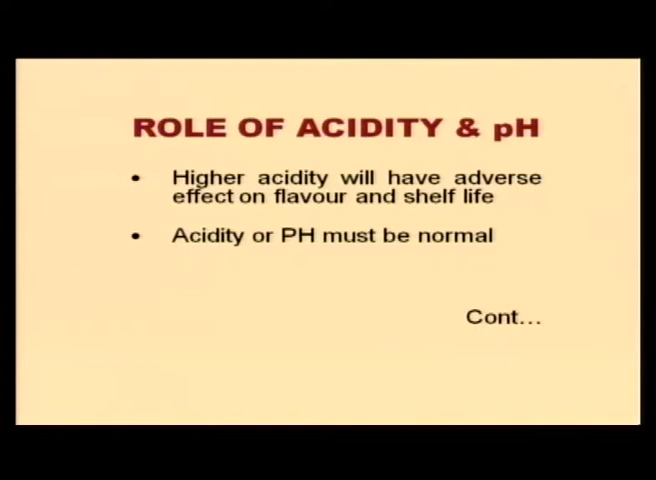 ROLE OF ACIDITY & pH
• Higher acidity will have adverse
effect on flavour and shelf life
• Acidity or PH must be normal
Cont...